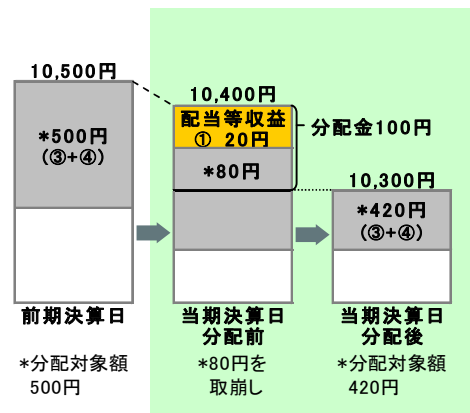 10,500円
*500円
(③+④)
前期決算日
*分配対象額
500円
10,400円
配当等収益
① 20円
*80円
分配金100円
当期決算日
分配前
*80円を
取崩し
10,300円
*420円
(③+④)
当期決算日
分配後
*分配対象額
420円